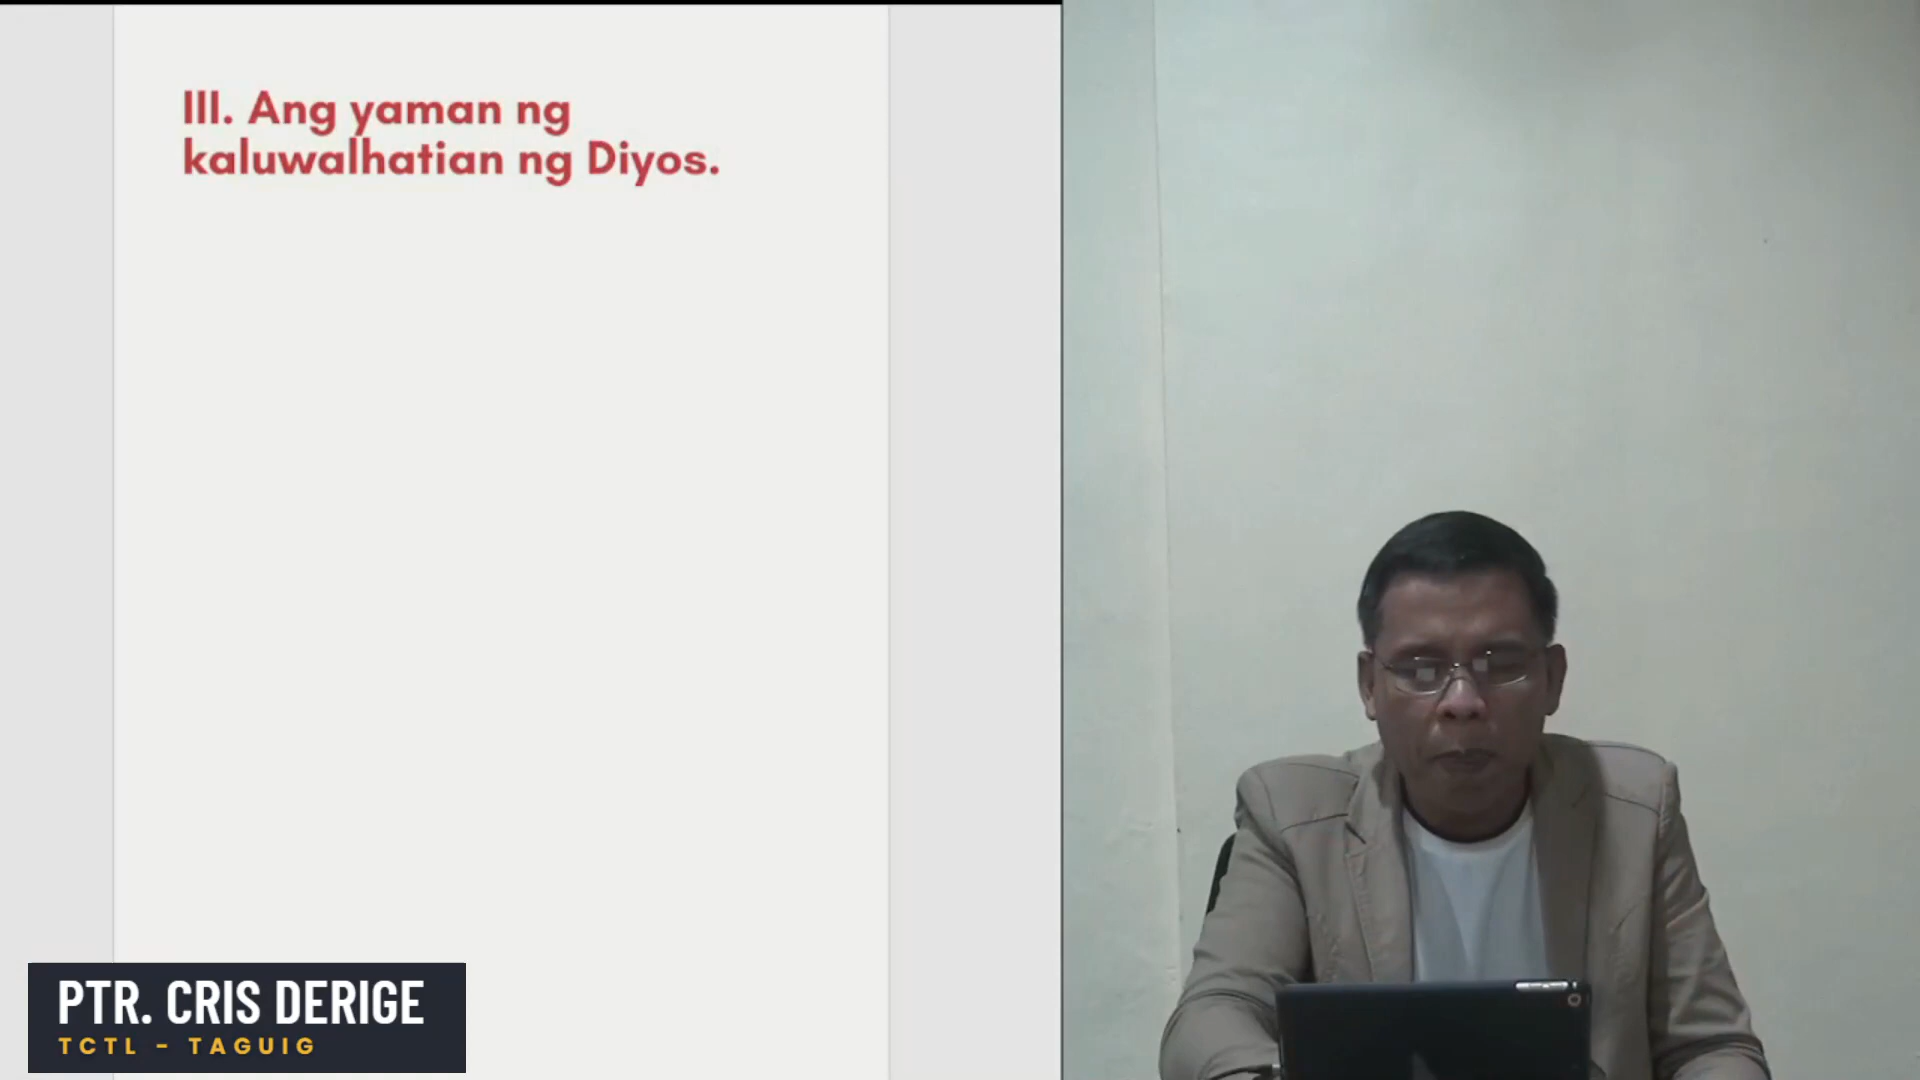 III. Ang yaman ng
kaluwalhatian ng Diyos.
PTR. CRIS DERIGE
TCTL - TAGUIG